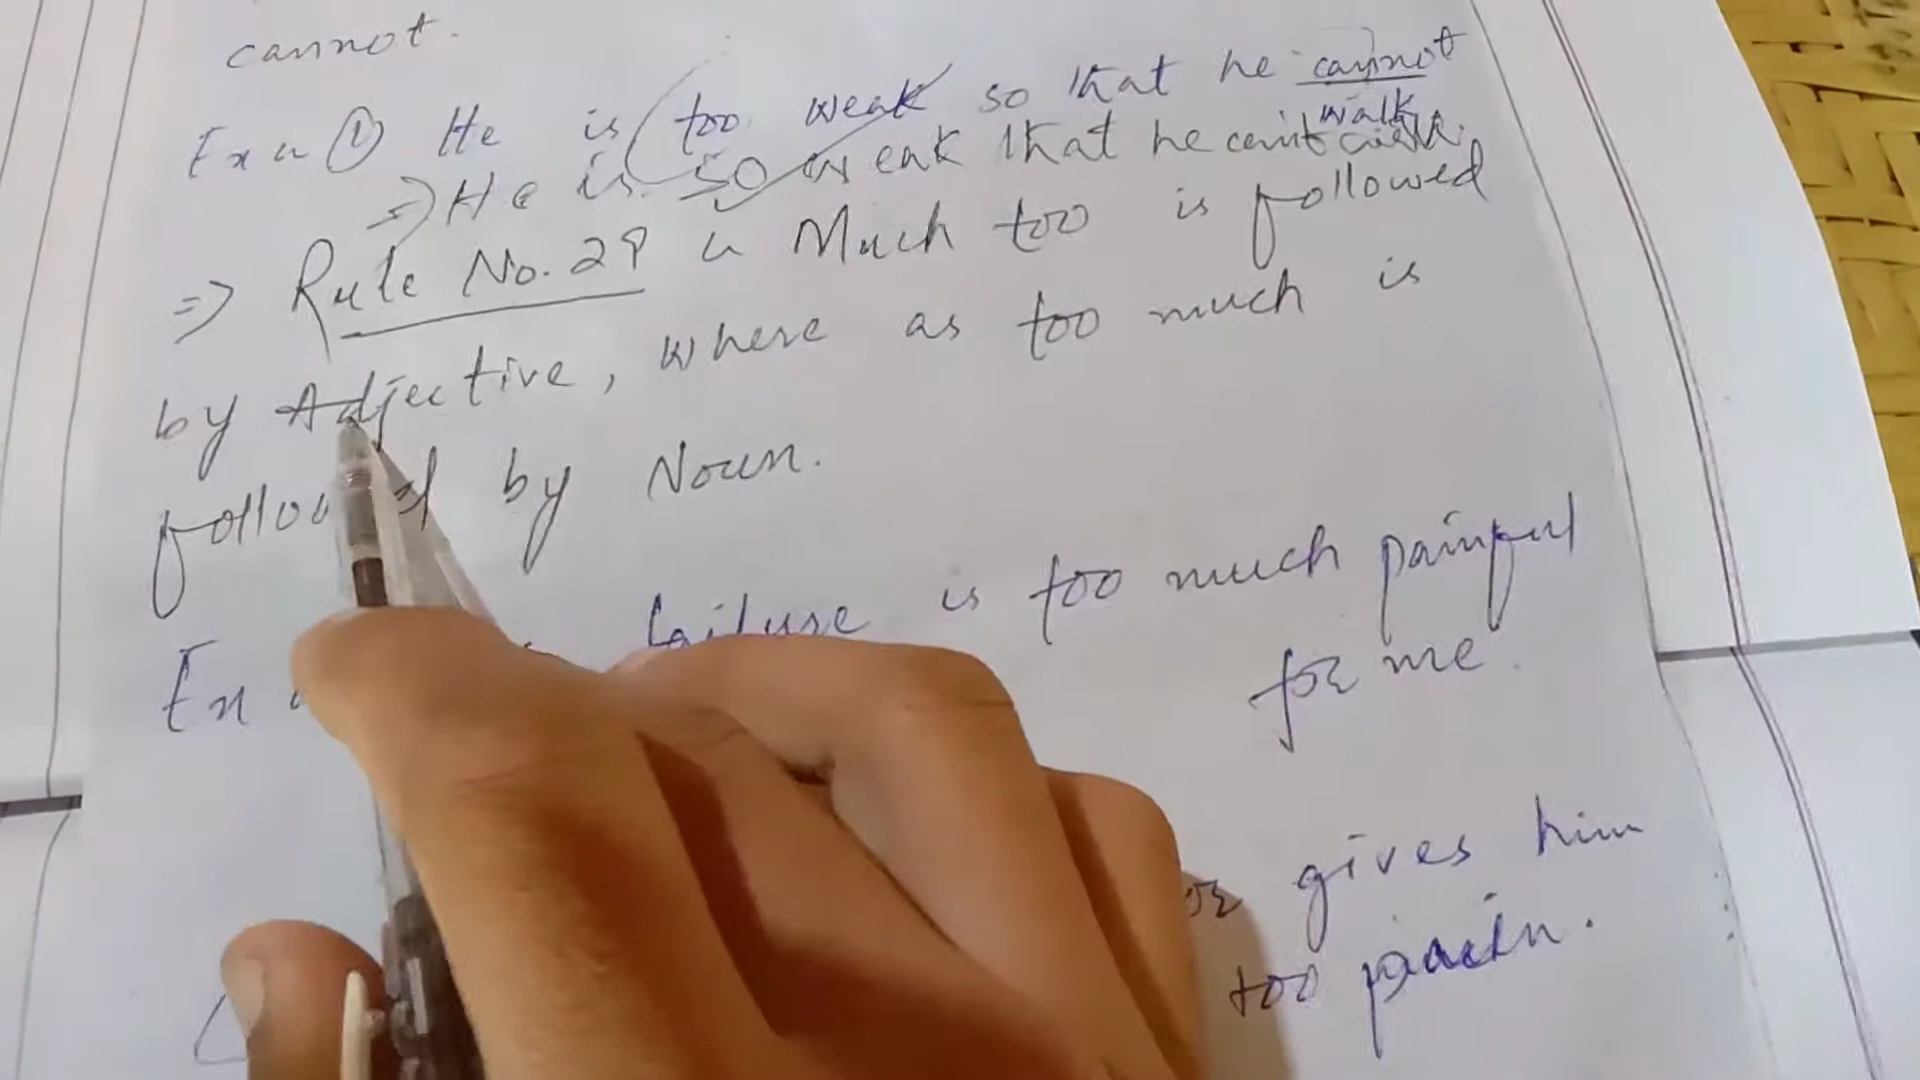 cannot.
Ex ① He is too weak so that he cannot
walk
⇒ He is so weak that he can't walk.
⇒ Rule No. 29 Much too is followed
by Adjective, where as too much is
followed by Noun.
Ex failure is too much painful
for me.
gives him
too pain.